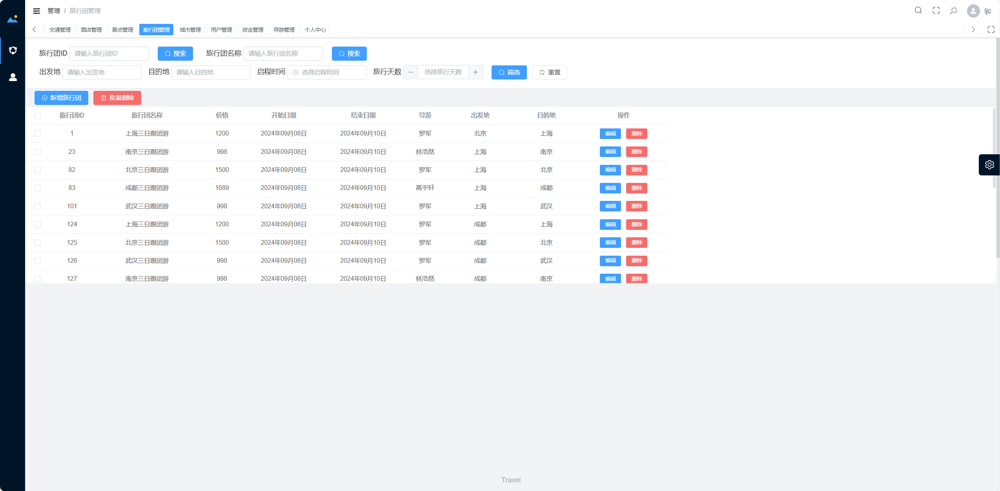 管理 / 旅行团管理 ljc
交通管理 酒店管理 景点管理 旅行团管理 城市管理 用户管理 资金管理 导游管理 个人中心
旅行团ID 请输入旅行团ID 搜索 旅行团名称 请输入旅行团名称 搜索
出发地 请输入出发地 目的地 请输入目的地 启程时间 选择启程时间 旅行天数 选择旅行天数 筛选 重置
新增旅行团 批量删除
旅行团ID 旅行团名称 价格 开始日期 结束日期 导游 出发地 目的地 操作
1 上海三日跟团游 1200 2024年09月08日 2024年09月10日 罗军 北京 上海 编辑 删除
23 南京三日跟团游 998 2024年09月08日 2024年09月10日 林浩然 上海 南京 编辑 删除
82 北京三日跟团游 1500 2024年09月08日 2024年09月10日 罗军 上海 北京 编辑 删除
83 成都三日跟团游 1689 2024年09月08日 2024年09月10日 高宇轩 上海 成都 编辑 删除
101 武汉三日跟团游 998 2024年09月08日 2024年09月10日 罗军 上海 武汉 编辑 删除
124 上海三日跟团游 1200 2024年09月08日 2024年09月10日 罗军 成都 上海 编辑 删除
125 北京三日跟团游 1500 2024年09月08日 2024年09月10日 罗军 成都 北京 编辑 删除
126 武汉三日跟团游 998 2024年09月08日 2024年09月10日 罗军 成都 武汉 编辑 删除
127 南京三日跟团游 998 2024年09月08日 2024年09月10日 林浩然 成都 南京 编辑 删除
Travel